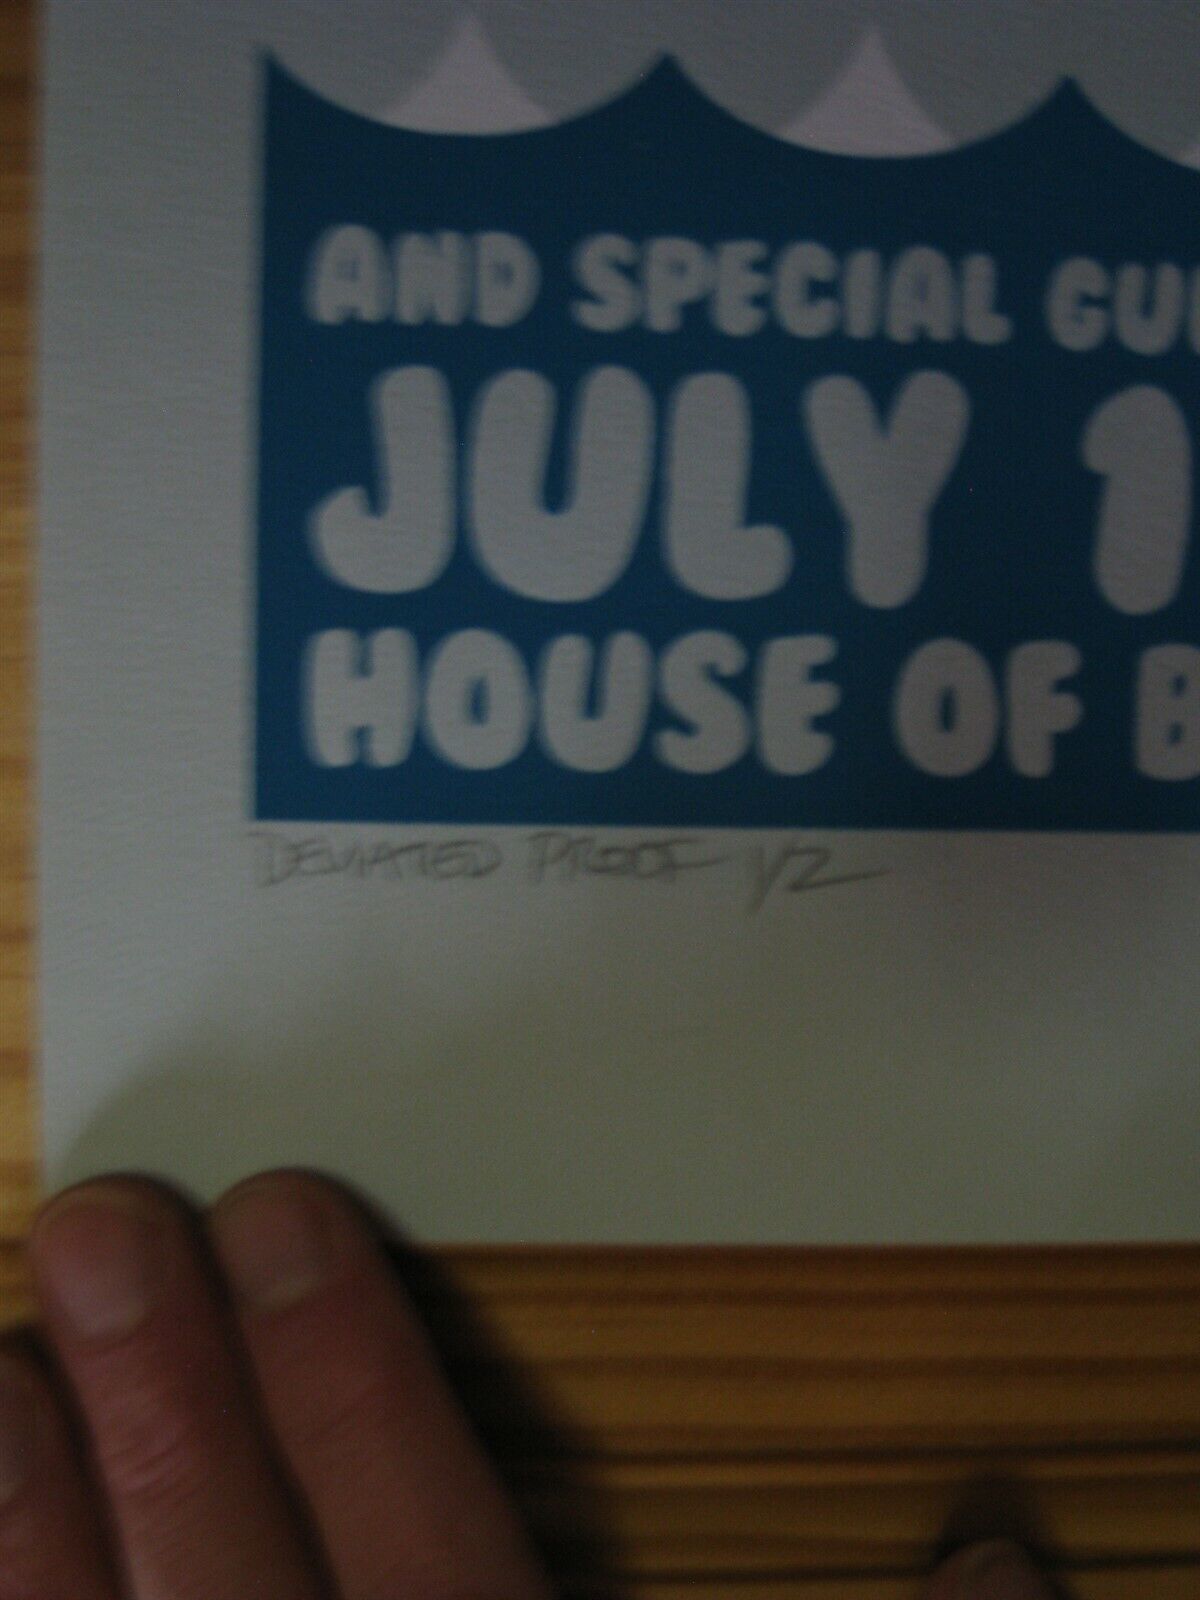 AND SPECIAL GU
JULY 1
HOUSE OF B
DEVIATED PROOF 1/2